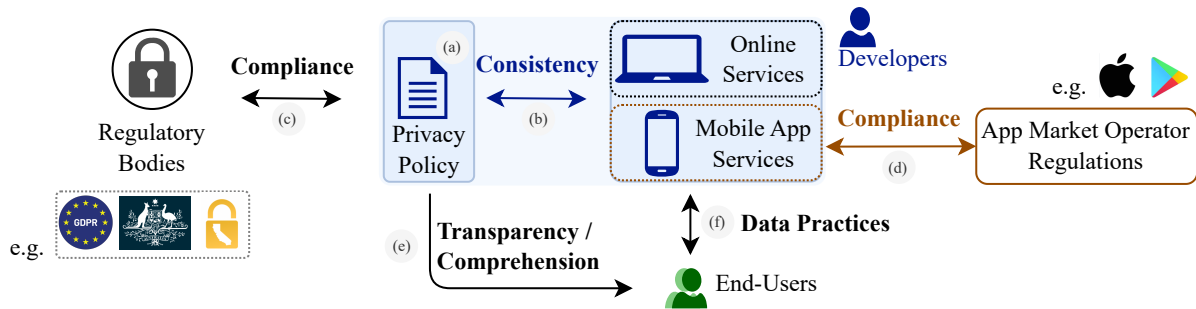 Regulatory
Bodies
e.g.
GDPR
Compliance
(c)
(a)
Privacy
Policy
Consistency
(b)
Online
Services
Mobile App
Services
Developers
Compliance
(d)
e.g.
App Market Operator
Regulations
(e)
Transparency /
Comprehension
(f)
Data Practices
End-Users